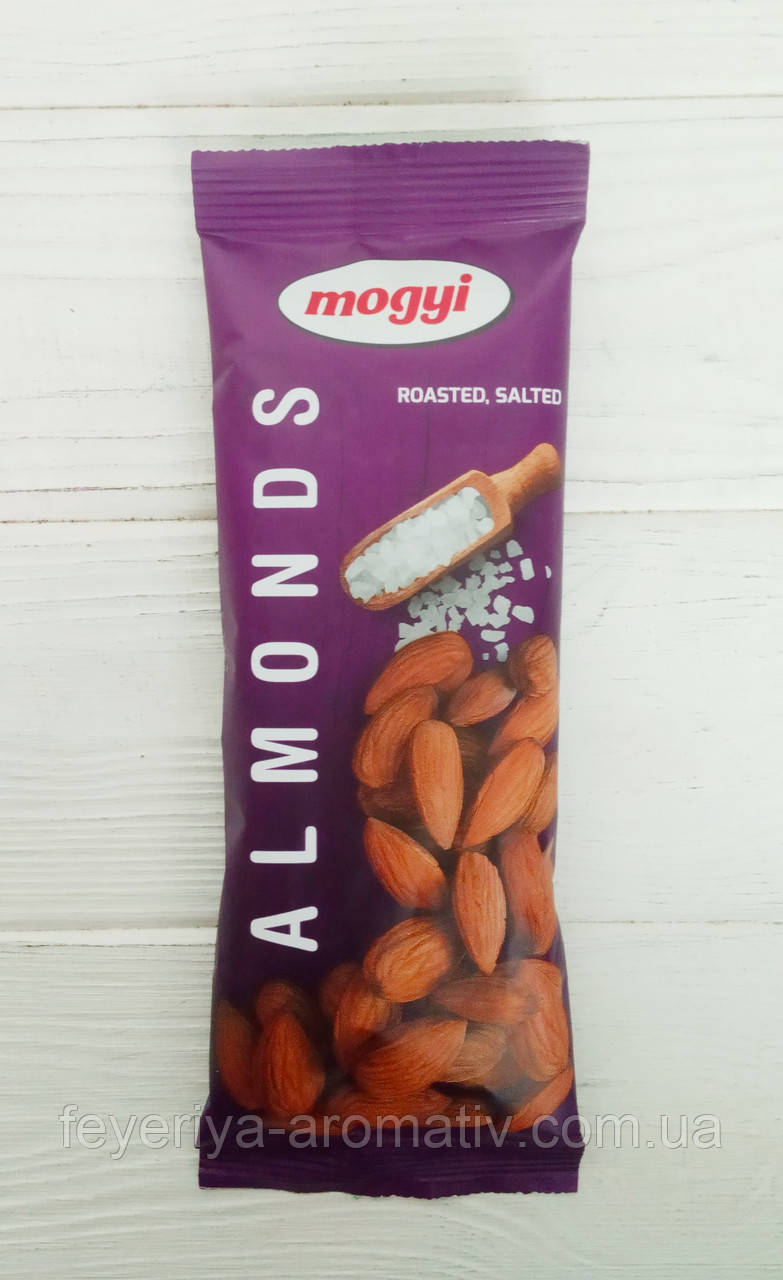 mogyi
ROASTED, SALTED
ALMONDS
feyeriya-aromativ.com.ua